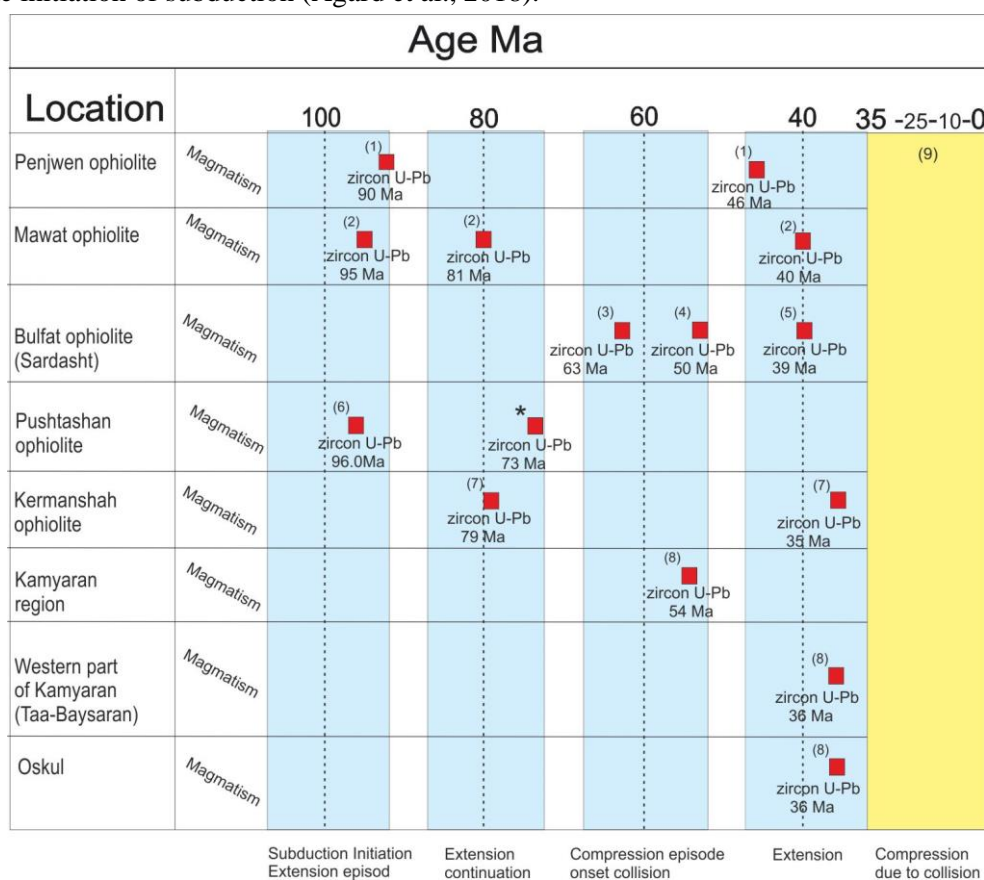 e initiation of subduction (Agard et al., 2018).
Age Ma
Location
100 80 60 40 35 -25-10-0
Penjwen ophiolite
Magmatism
(1)
zircon U-Pb
90 Ma
(1)
zircon U-Pb
46 Ma
(9)
Mawat ophiolite
Magmatism
(2)
zircon U-Pb
95 Ma
(2)
zircon U-Pb
81 Ma
(2)
zircon U-Pb
40 Ma
Bulfat ophiolite
(Sardasht)
Magmatism
(3)
zircon U-Pb
63 Ma
(4)
zircon U-Pb
50 Ma
(5)
zircon U-Pb
39 Ma
Pushtashan
ophiolite
Magmatism
(6)
zircon U-Pb
96.0Ma
*
zircon U-Pb
73 Ma
Kermanshah
ophiolite
Magmatism
(7)
zircon U-Pb
79 Ma
(7)
zircon U-Pb
35 Ma
Kamyaran
region
Magmatism
(8)
zircon U-Pb
54 Ma
Western part
of Kamyaran
(Taa-Baysaran)
Magmatism
(8)
zircon U-Pb
36 Ma
Oskul
Magmatism
(8)
zircon U-Pb
36 Ma
Subduction Initiation
Extension episod
Extension
continuation
Compression episode
onset collision
Extension
Compression
due to collision